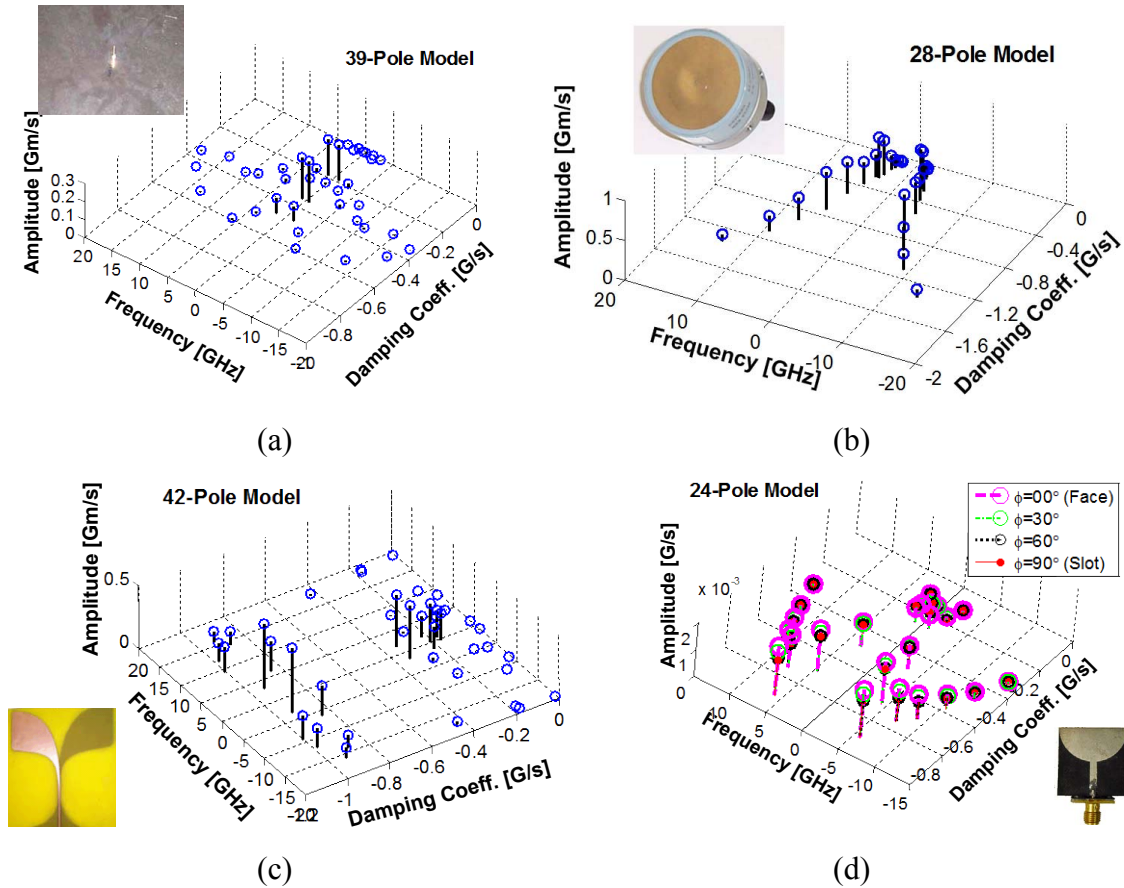 39-Pole Model
Amplitude [Gm/s]
0.3
0.2
0.1
0
20
15
10
5
0
-5
-10
-15
-20
Frequency [GHz]
-0.8
-0.6
-0.4
-0.2
0
Damping Coeff. [G/s]
(a)
28-Pole Model
Amplitude [Gm/s]
1
0.5
0
20
10
0
-10
-20
Frequency [GHz]
-2
-1.6
-1.2
-0.8
-0.4
0
Damping Coeff. [G/s]
(b)
42-Pole Model
Amplitude [Gm/s]
0.5
0
20
15
10
5
0
-5
-10
-15
Frequency [GHz]
-1
-0.8
-0.6
-0.4
-0.2
0
Damping Coeff. [G/s]
(c)
24-Pole Model
ϕ=00° (Face)
ϕ=30°
ϕ=60°
ϕ=90° (Slot)
Amplitude [G/s]
x 10⁻³
2
1
0
40
5
0
-5
-10
-15
Frequency [GHz]
-0.8
-0.6
-0.4
-0.2
0
Damping Coeff. [G/s]
(d)